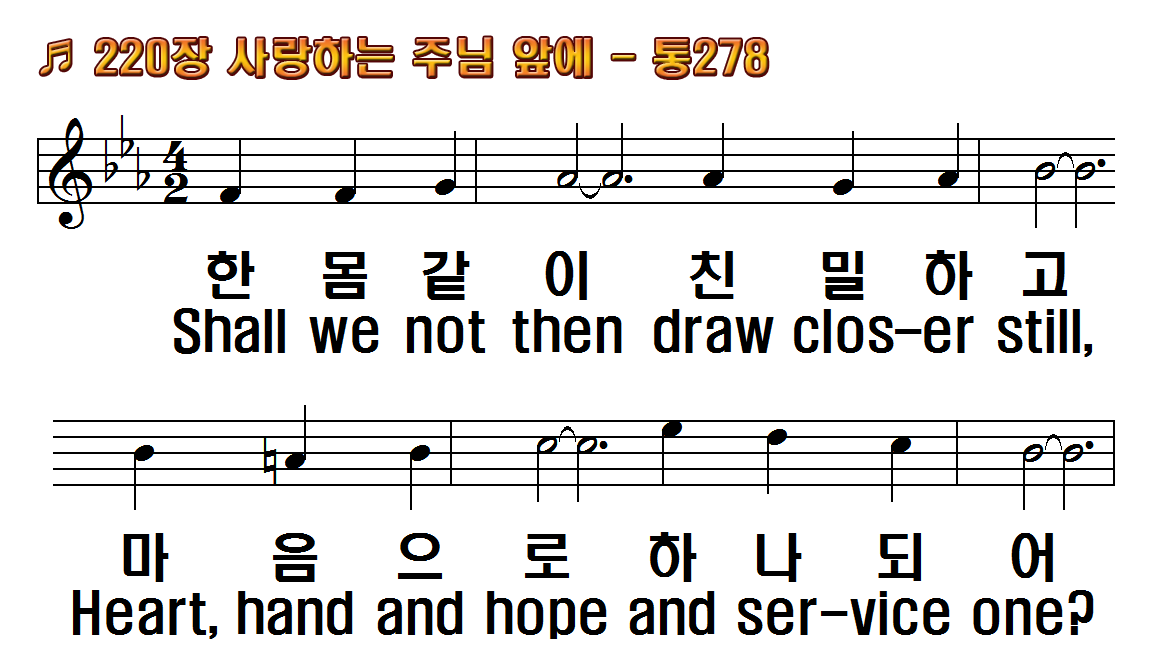 ♬ 220장 사랑하는 주님 앞에 - 통278
4
2
한 몸 같 이 친 밀 하 고
Shall we not then draw clos-er still,
마 음 으 로 하 나 되 어
Heart, hand and hope and ser-vice one?